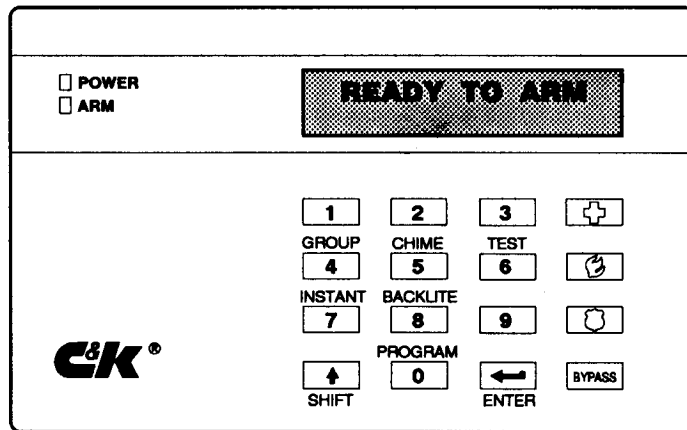 POWER
ARM
READY TO ARM
1 2 3
GROUP CHIME TEST
4 5 6
INSTANT BACKLITE
7 8 9
PROGRAM
0 BYPASS
SHIFT ENTER
C&K ®